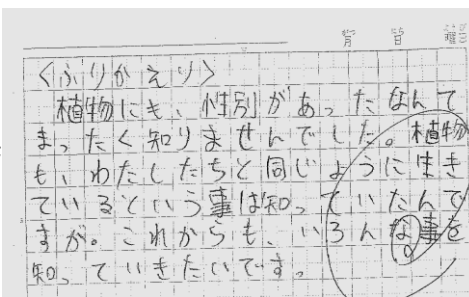 <ふりかえり>
植物にも、性別があったなんて
まったく知りませんでした。植物
も、わたしたちと同じように生き
ているという事は知っていたんで
すが。これからも、いろんな事を
知っていきたいです。